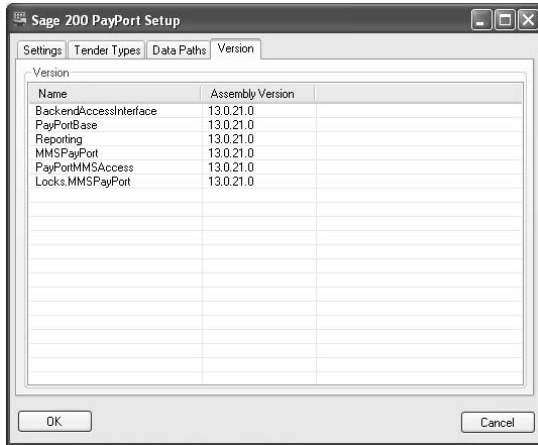 Sage 200 PayPort Setup
Settings Tender Types Data Paths Version
Version
Name Assembly Version
BackendAccessInterface 13.0.21.0
PayPortBase 13.0.21.0
Reporting 13.0.21.0
MMSPayPort 13.0.21.0
PayPortMMSAccess 13.0.21.0
Locks.MMSPayPort 13.0.21.0
OK Cancel